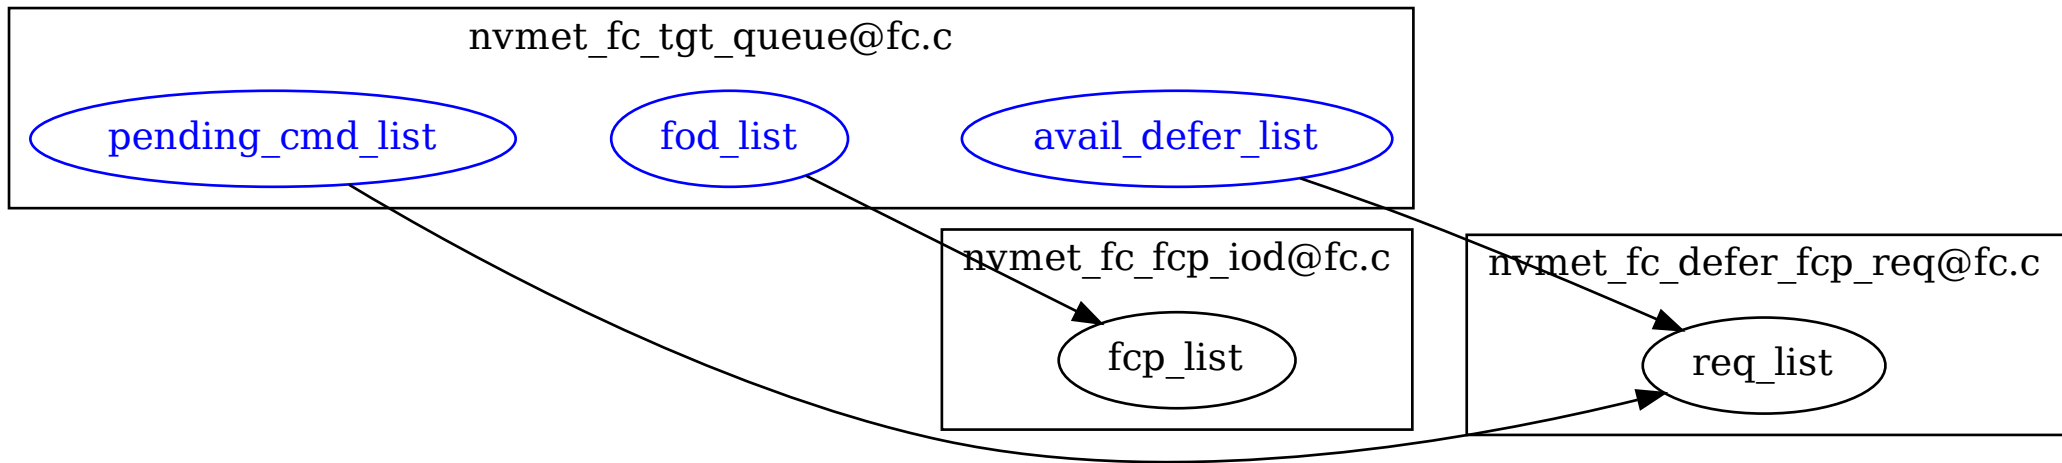 nvmet_fc_tgt_queue@fc.c
pending_cmd_list
fod_list
avail_defer_list
nvmet_fc_fcp_iod@fc.c
nvmet_fc_defer_fcp_req@fc.c
fcp_list
req_list